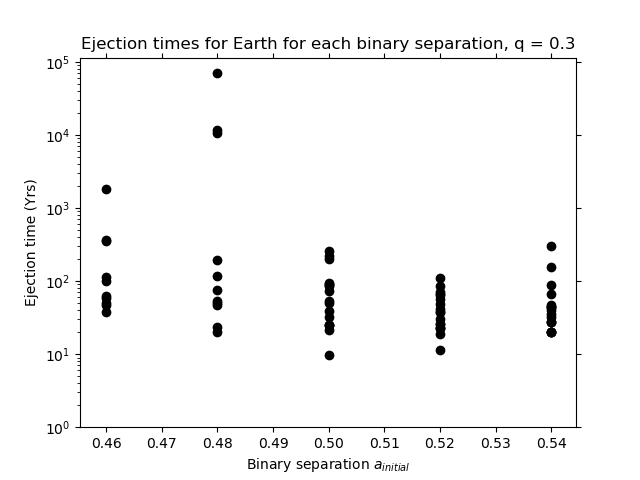 Ejection times for Earth for each binary separation, q = 0.3
10^5
10^4
10^3
10^2
10^1
10^0
Ejection time (Yrs)
0.46 0.47 0.48 0.49 0.50 0.51 0.52 0.53 0.54
Binary separation a_initial